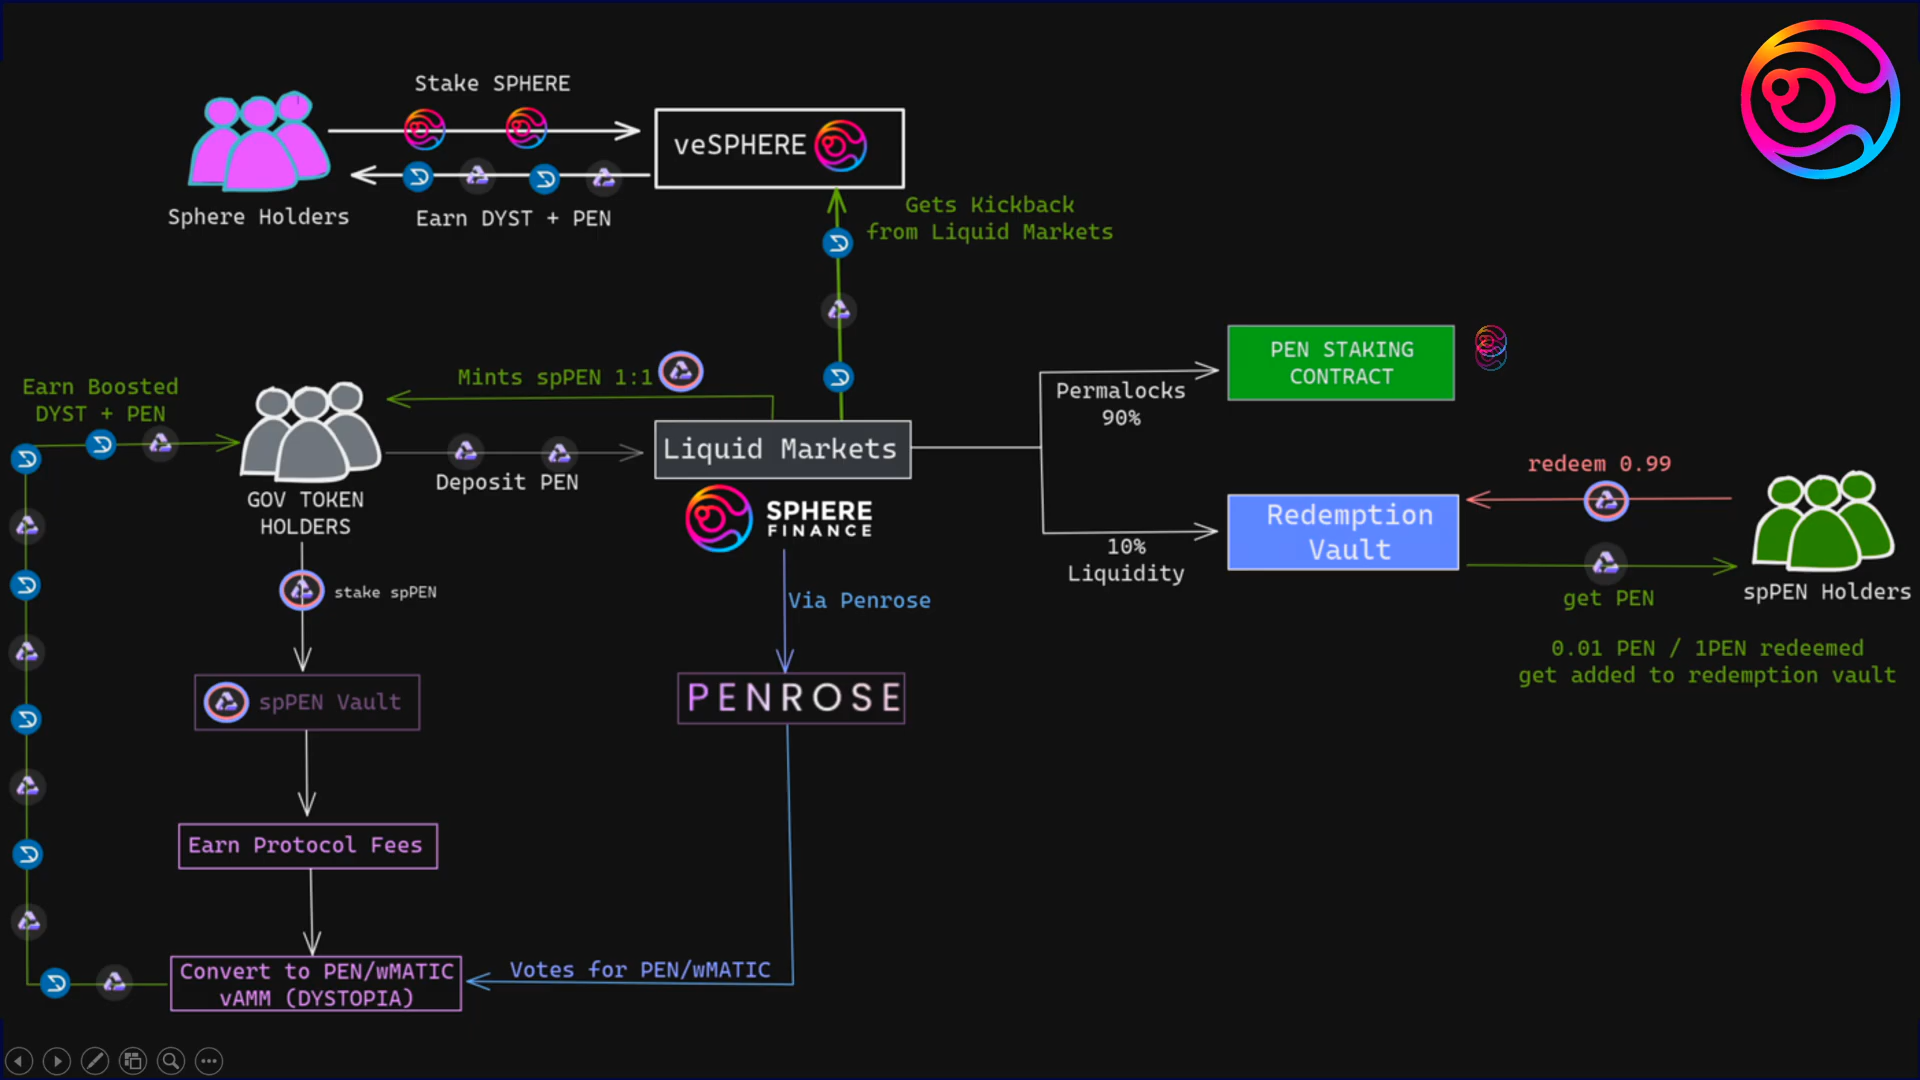 Stake SPHERE
veSPHERE
Sphere Holders
Earn DYST + PEN
Gets Kickback
from Liquid Markets
Earn Boosted
DYST + PEN
Mints spPEN 1:1
GOV TOKEN
HOLDERS
Deposit PEN
Liquid Markets
SPHERE
FINANCE
Permalocks
90%
PEN STAKING
CONTRACT
10%
Liquidity
Redemption
Vault
redeem 0.99
get PEN
spPEN Holders
0.01 PEN / 1PEN redeemed
get added to redemption vault
stake spPEN
Via Penrose
spPEN Vault
PENROSE
Earn Protocol Fees
Convert to PEN/wMATIC
vAMM (DYSTOPIA)
Votes for PEN/wMATIC